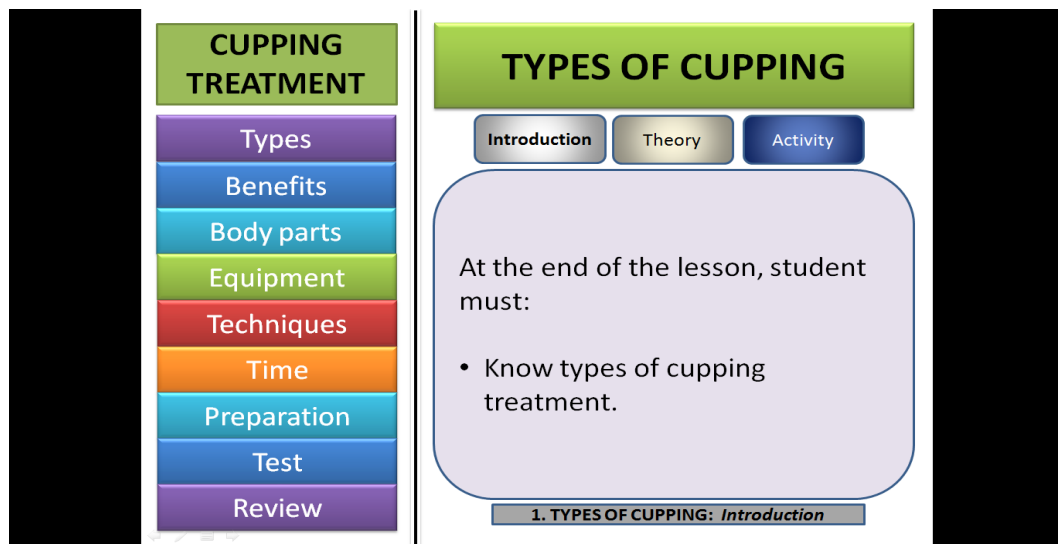 CUPPING
TREATMENT
Types
Benefits
Body parts
Equipment
Techniques
Time
Preparation
Test
Review
TYPES OF CUPPING
Introduction
Theory
Activity
At the end of the lesson, student
must:
• Know types of cupping
treatment.
1. TYPES OF CUPPING: Introduction